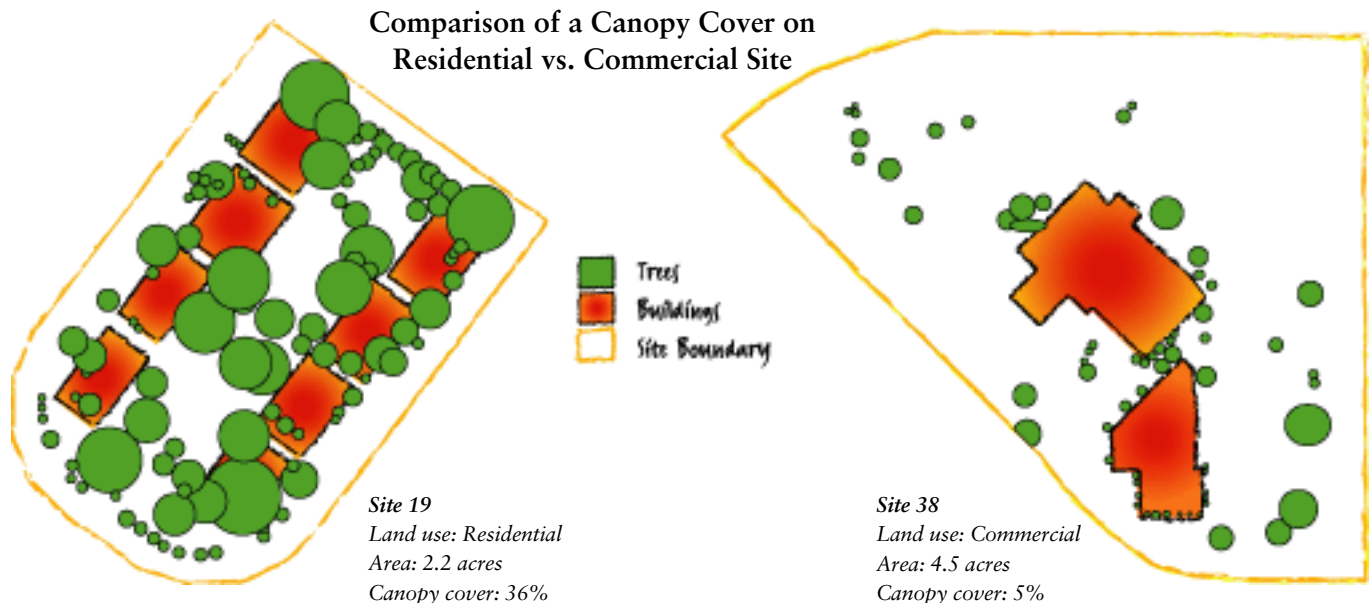 Comparison of a Canopy Cover on
Residential vs. Commercial Site
Trees
Buildings
Site Boundary
Site 19
Land use: Residential
Area: 2.2 acres
Canopy cover: 36%
Site 38
Land use: Commercial
Area: 4.5 acres
Canopy cover: 5%